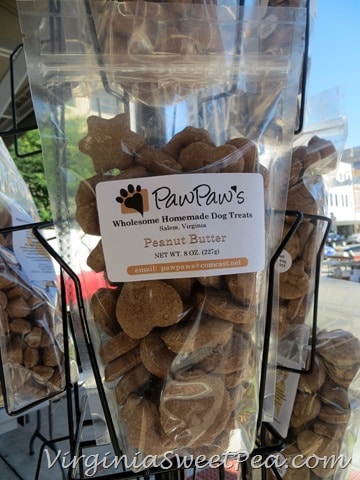 PawPaw's
Wholesome Homemade Dog Treats
Salem, Virginia
Peanut Butter
NET WT. 8 OZ. (227g)
email: pawpaws@comcast.net
VirginiaSweetPea.com